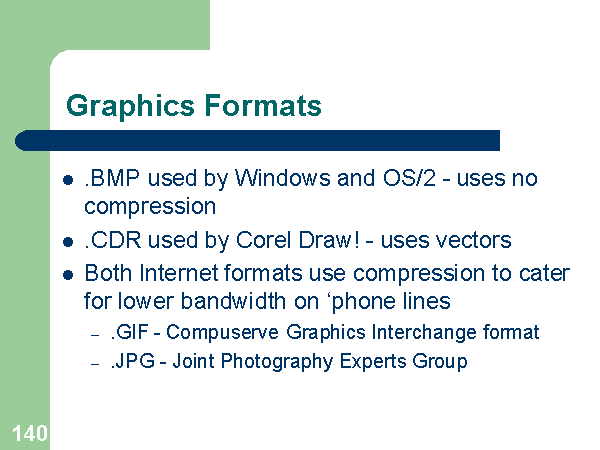 Graphics Formats
.BMP used by Windows and OS/2 - uses no
compression
.CDR used by Corel Draw! - uses vectors
Both Internet formats use compression to cater
for lower bandwidth on ‘phone lines
– .GIF - Compuserve Graphics Interchange format
– .JPG - Joint Photography Experts Group
140